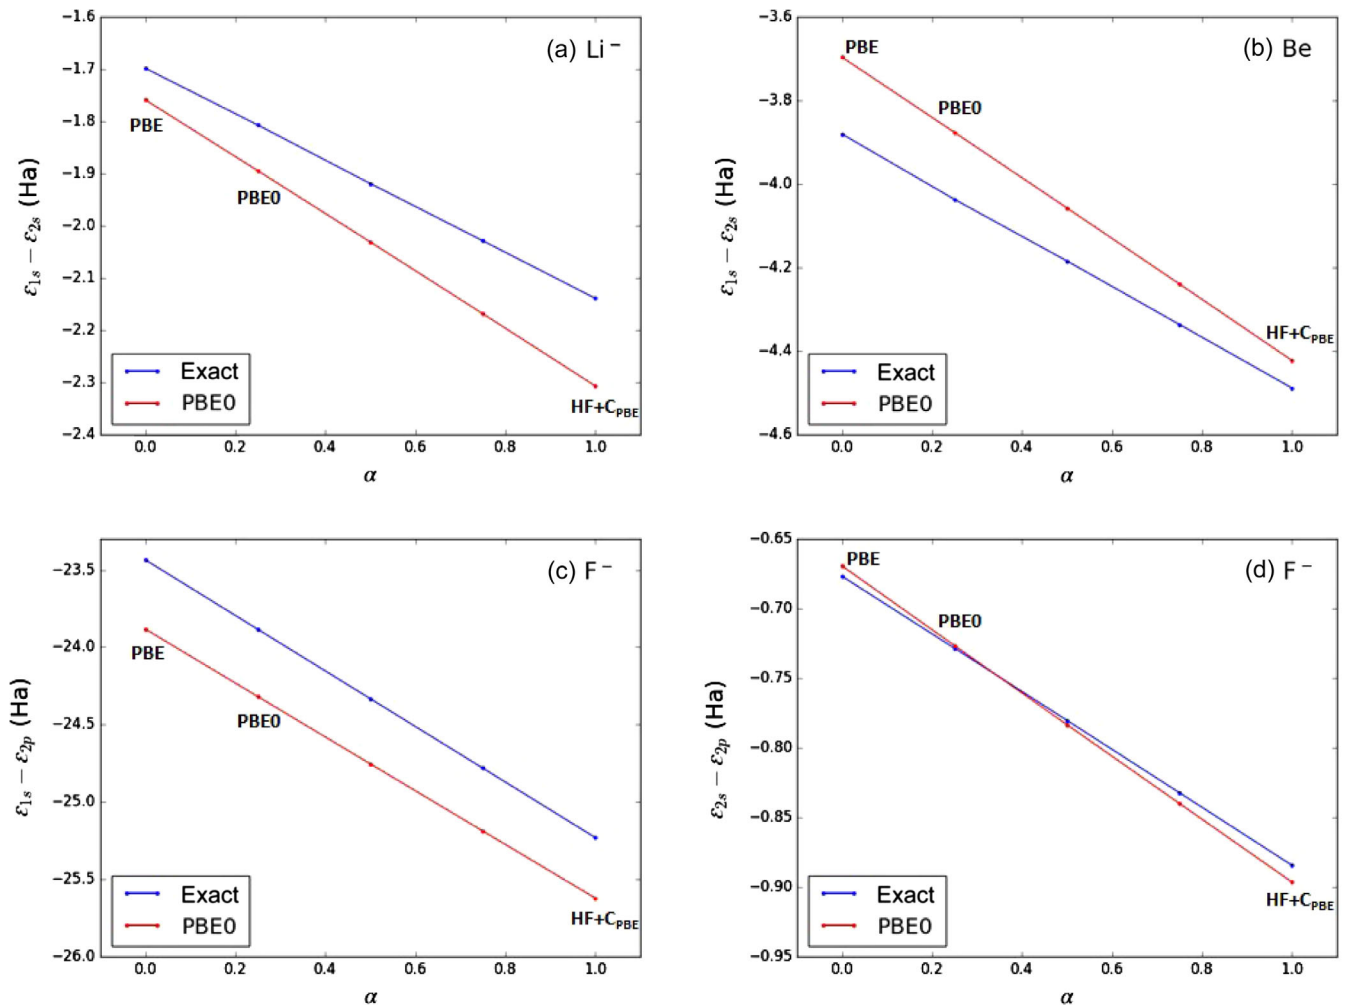 (a) Li⁻
−1.6
−1.7
−1.8
−1.9
−2.0
−2.1
−2.2
−2.3
−2.4
ε1s − ε2s (Ha)
PBE
PBE0
HF+CPBE
Exact
PBE0
0.0 0.2 0.4 0.6 0.8 1.0
α
(b) Be
−3.6
−3.8
−4.0
−4.2
−4.4
−4.6
ε1s − ε2s (Ha)
PBE
PBE0
HF+CPBE
Exact
PBE0
0.0 0.2 0.4 0.6 0.8 1.0
α
(c) F⁻
−23.5
−24.0
−24.5
−25.0
−25.5
−26.0
ε1s − ε2p (Ha)
PBE
PBE0
HF+CPBE
Exact
PBE0
0.0 0.2 0.4 0.6 0.8 1.0
α
(d) F⁻
−0.65
−0.70
−0.75
−0.80
−0.85
−0.90
−0.95
ε2s − ε2p (Ha)
PBE
PBE0
HF+CPBE
Exact
PBE0
0.0 0.2 0.4 0.6 0.8 1.0
α